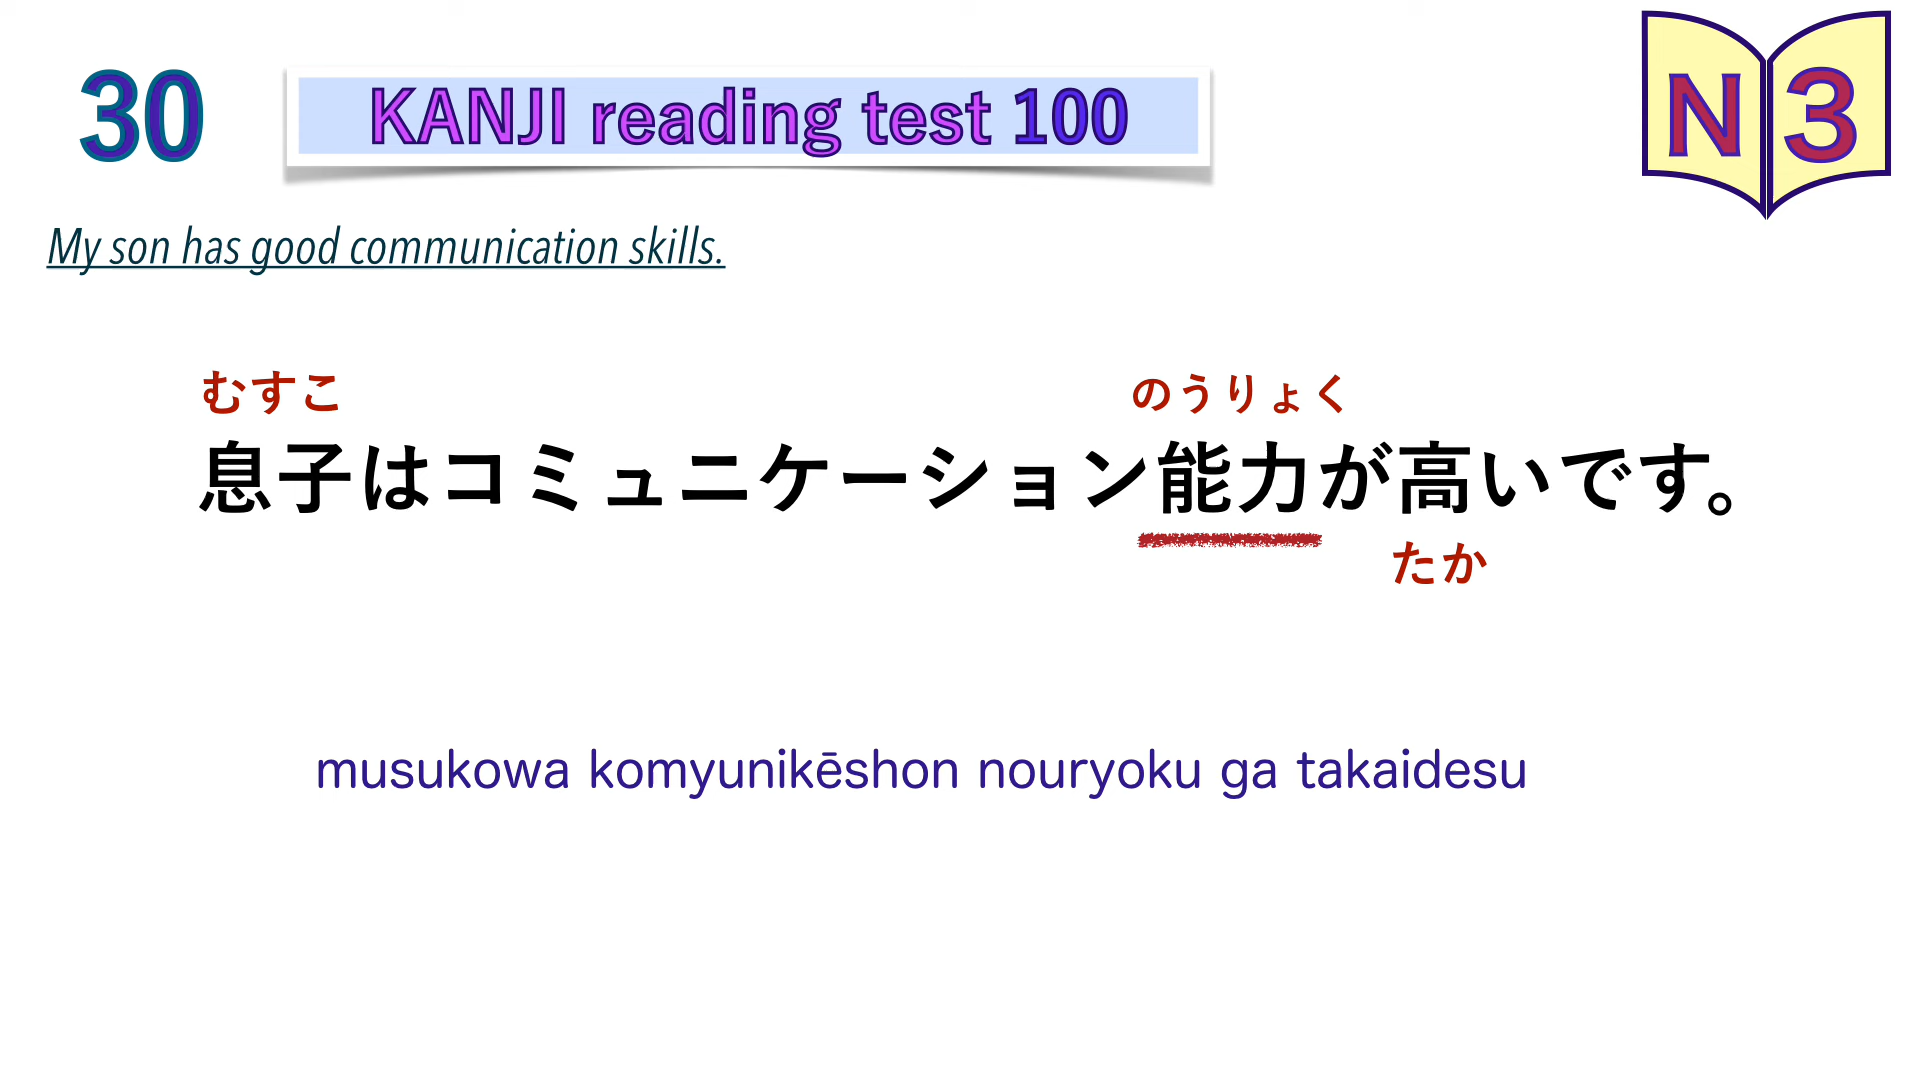 30
KANJI reading test 100
N3
My son has good communication skills.
むすこ
のうりょく
息子はコミュニケーション能力が高いです。
たか
musukowa komyunikēshon nouryoku ga takaidesu